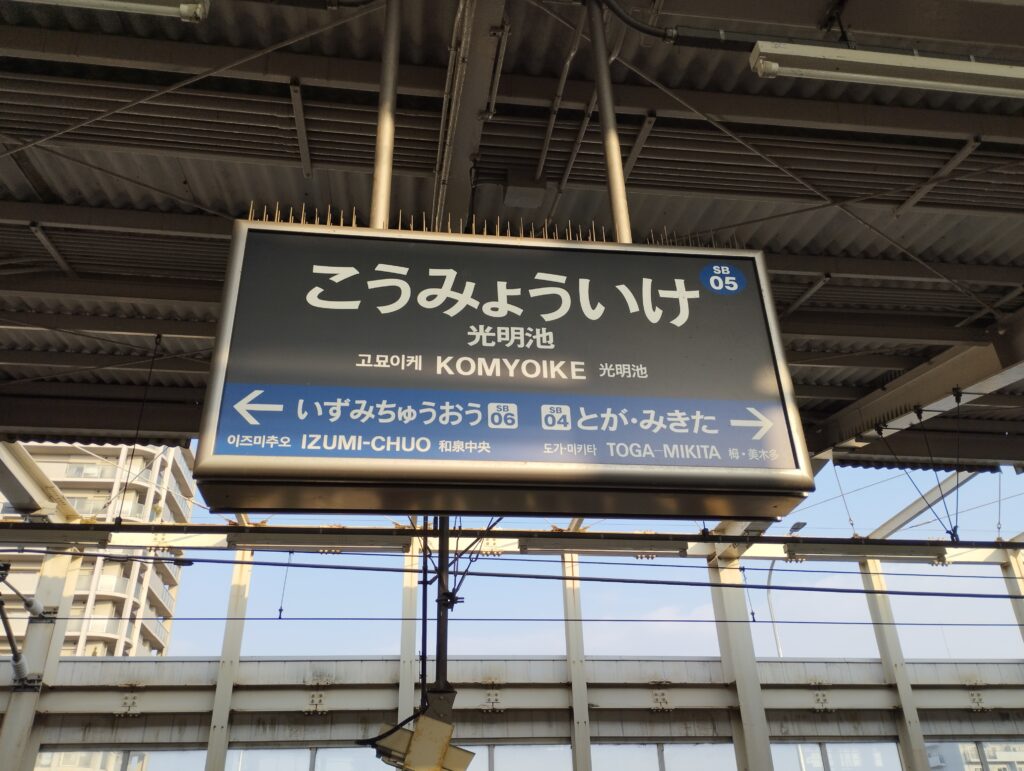 こうみょういけ SB 05
光明池
고묘이케 KOMYOIKE 光明池
← いずみちゅうおう SB 06 SB 04 とが・みきた →
이즈미추오 IZUMI-CHUO 和泉中央 도가·미키타 TOGA-MIKITA 栂・美木多